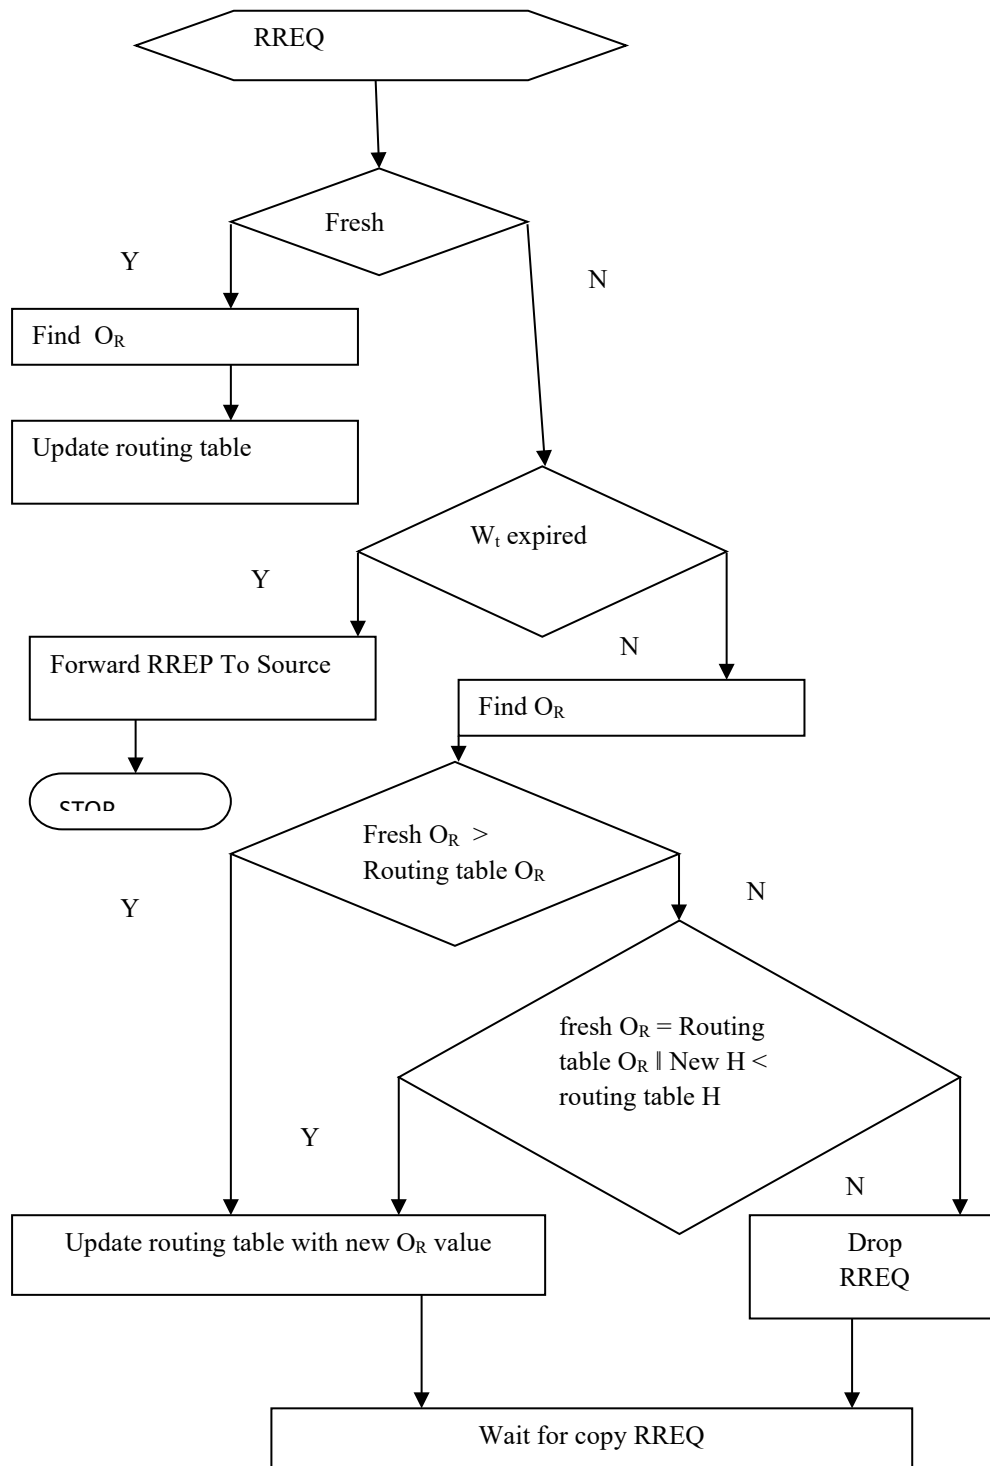 RREQ
Fresh
Y
N
Find O_R
Update routing table
W_t expired
Y
N
Forward RREP To Source
Find O_R
STOP
Fresh O_R >
Routing table O_R
Y
N
fresh O_R = Routing
table O_R ‖ New H <
routing table H
Y
N
Update routing table with new O_R value
Drop
RREQ
Wait for copy RREQ